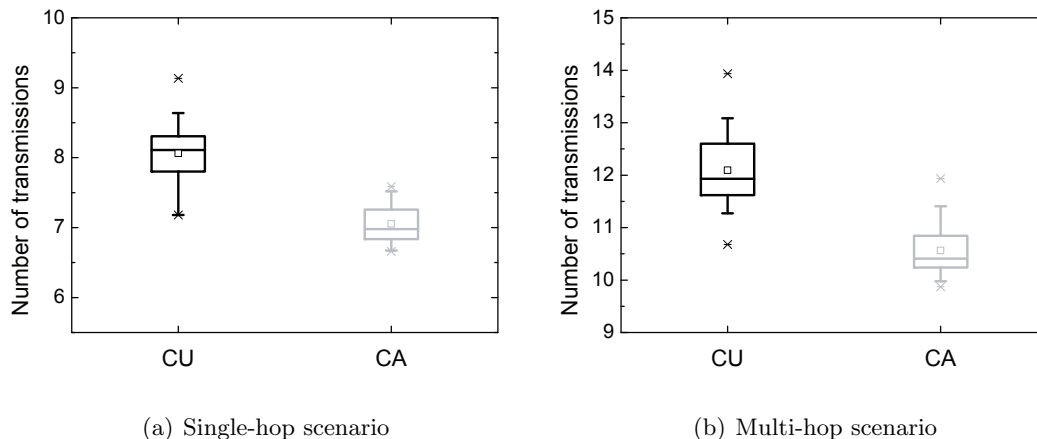 10
9
8
7
6
Number of transmissions
CU
CA
(a) Single-hop scenario
15
14
13
12
11
10
9
Number of transmissions
CU
CA
(b) Multi-hop scenario